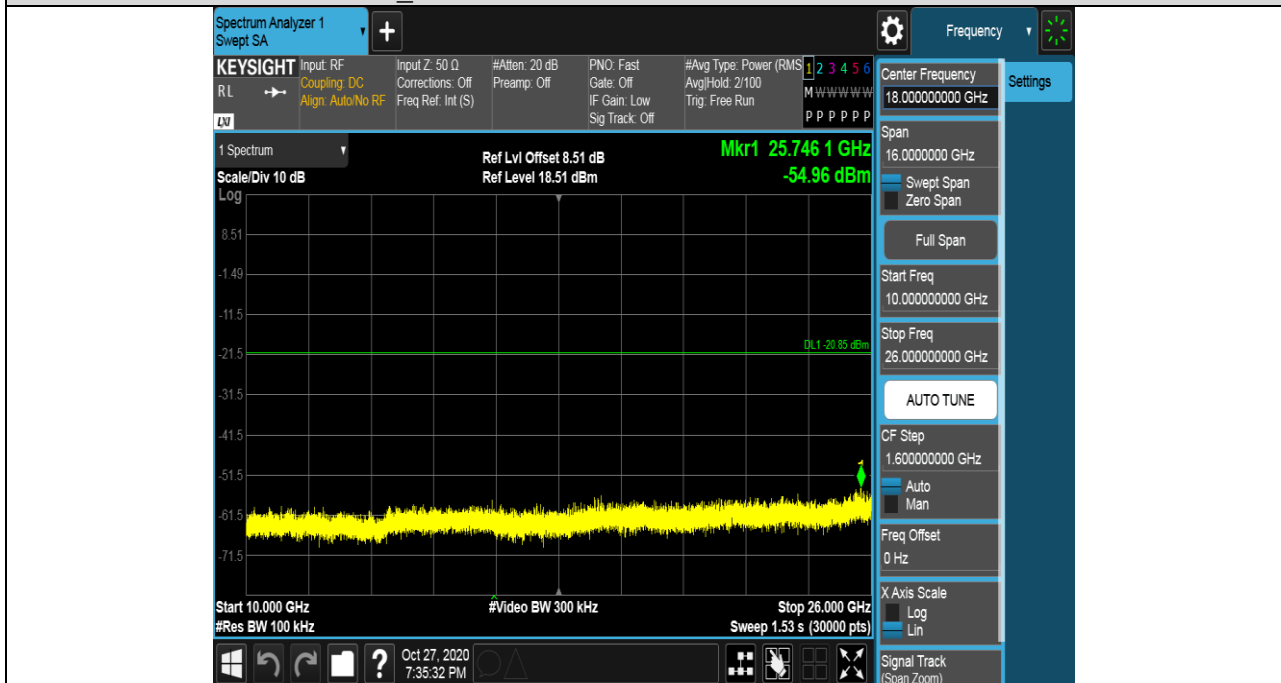 Spectrum Analyzer 1
Swept SA
Frequency
KEYSIGHT
RL
LXI
Input: RF
Coupling: DC
Align: Auto/No RF
Input Z: 50 Ω
Corrections: Off
Freq Ref: Int (S)
#Atten: 20 dB
Preamp: Off
PNO: Fast
Gate: Off
IF Gain: Low
Sig Track: Off
#Avg Type: Power (RMS
Avg|Hold: 2/100
Trig: Free Run
1 2 3 4 5 6
M W W W W W
P P P P P P
1 Spectrum
Scale/Div 10 dB
Log
Ref Lvl Offset 8.51 dB
Ref Level 18.51 dBm
Mkr1 25.746 1 GHz
-54.96 dBm
8.51
-1.49
-11.5
-21.5
-31.5
-41.5
-51.5
-61.5
-71.5
DL1 -20.85 dBm
1
Start 10.000 GHz
#Res BW 100 kHz
#Video BW 300 kHz
Stop 26.000 GHz
Sweep 1.53 s (30000 pts)
Oct 27, 2020
7:35:32 PM
Center Frequency
18.000000000 GHz
Span
16.0000000 GHz
Swept Span
Zero Span
Full Span
Start Freq
10.000000000 GHz
Stop Freq
26.000000000 GHz
AUTO TUNE
CF Step
1.600000000 GHz
Auto
Man
Freq Offset
0 Hz
X Axis Scale
Log
Lin
Signal Track
(Span Zoom)
Settings